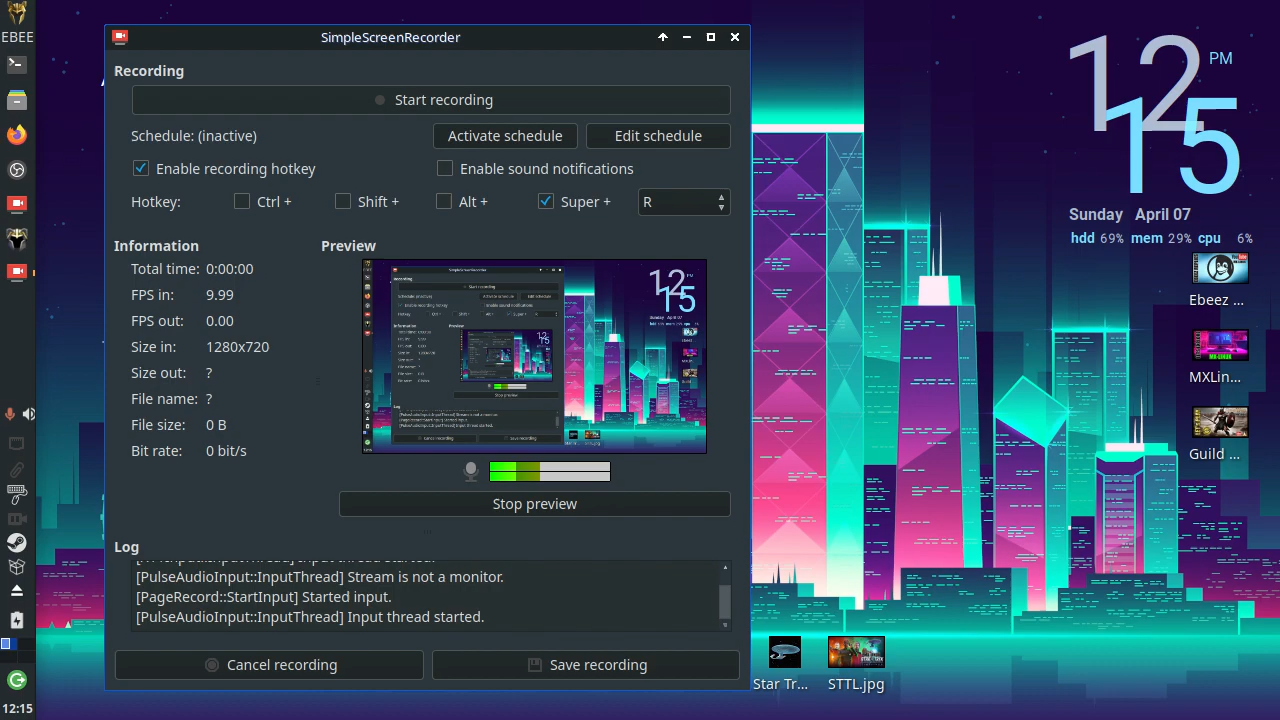 EBEE
SimpleScreenRecorder
Recording
Start recording
Schedule: (inactive)
Activate schedule
Edit schedule
Enable recording hotkey
Enable sound notifications
Hotkey:
Ctrl +
Shift +
Alt +
Super +
R
Information
Total time: 0:00:00
FPS in: 9.99
FPS out: 0.00
Size in: 1280x720
Size out: ?
File name: ?
File size: 0 B
Bit rate: 0 bit/s
Preview
Stop preview
Log
[PulseAudioInput::InputThread] Stream is not a monitor.
[PageRecord::StartInput] Started input.
[PulseAudioInput::InputThread] Input thread started.
Cancel recording
Save recording
12
PM
15
Sunday April 07
hdd 69% mem 29% cpu 6%
Ebeez ...
MXLin...
Guild ...
Star Tr...
STTL.jpg
12:15